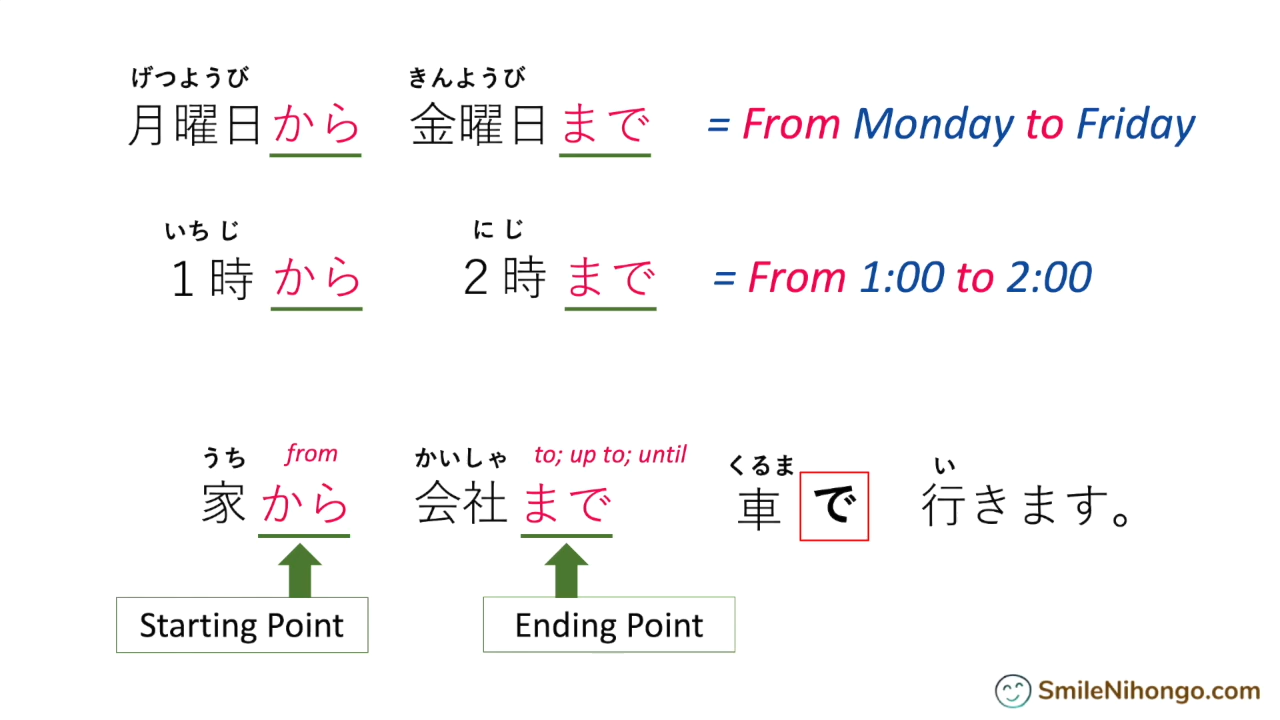 げつようび きんようび
月曜日から 金曜日まで = From Monday to Friday
いちじ にじ
1時から 2時まで = From 1:00 to 2:00
うち from かいしゃ to; up to; until くるま い
家から 会社まで 車で 行きます。
Starting Point Ending Point
SmileNihongo.com